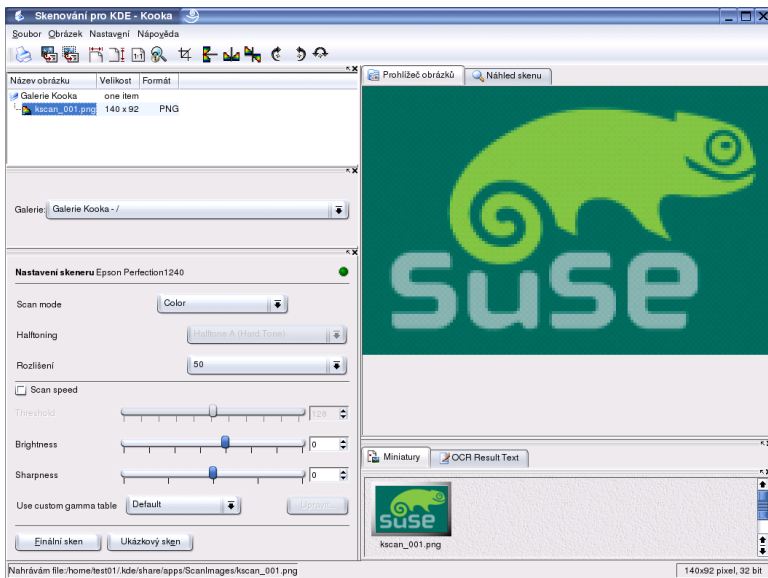 Skenování pro KDE - Kooka
Soubor Obrázek Nastavení Nápověda
Název obrázku Velikost Formát
Galerie Kooka one item
kscan_001.png 140 x 92 PNG
Galerie: Galerie Kooka - /
Nastavení skeneru Epson Perfection1240
Scan mode Color
Halftoning Halftone A (Hard Tone)
Rozlišení 50
Scan speed
Threshold 128
Brightness 0
Sharpness 0
Use custom gamma table Default Upravit...
Finální sken Ukázkový sken
Prohlížeč obrázků Náhled skenu
suse
Miniatury OCR Result Text
suse
kscan_001.png
Nahrávám file:/home/test01/.kde/share/apps/ScanImages/kscan_001.png 140x92 pixel, 32 bit